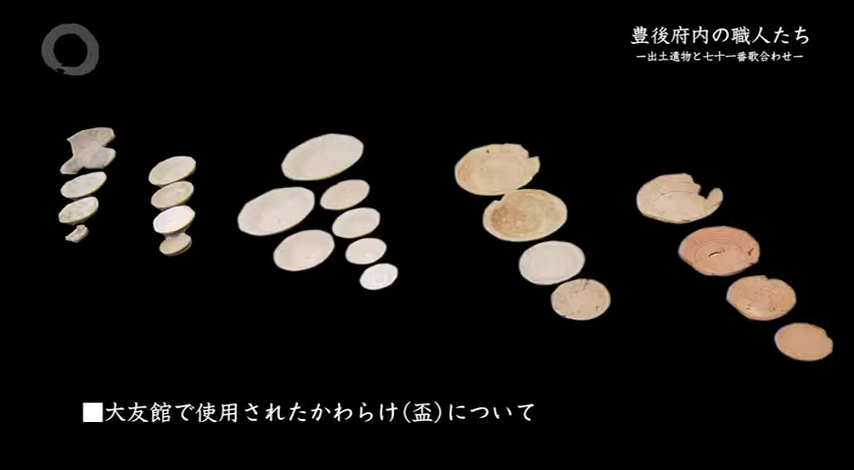 豊後府内の職人たち
ー出土遺物と七十一番歌合わせー
■大友館で使用されたかわらけ(盃)について